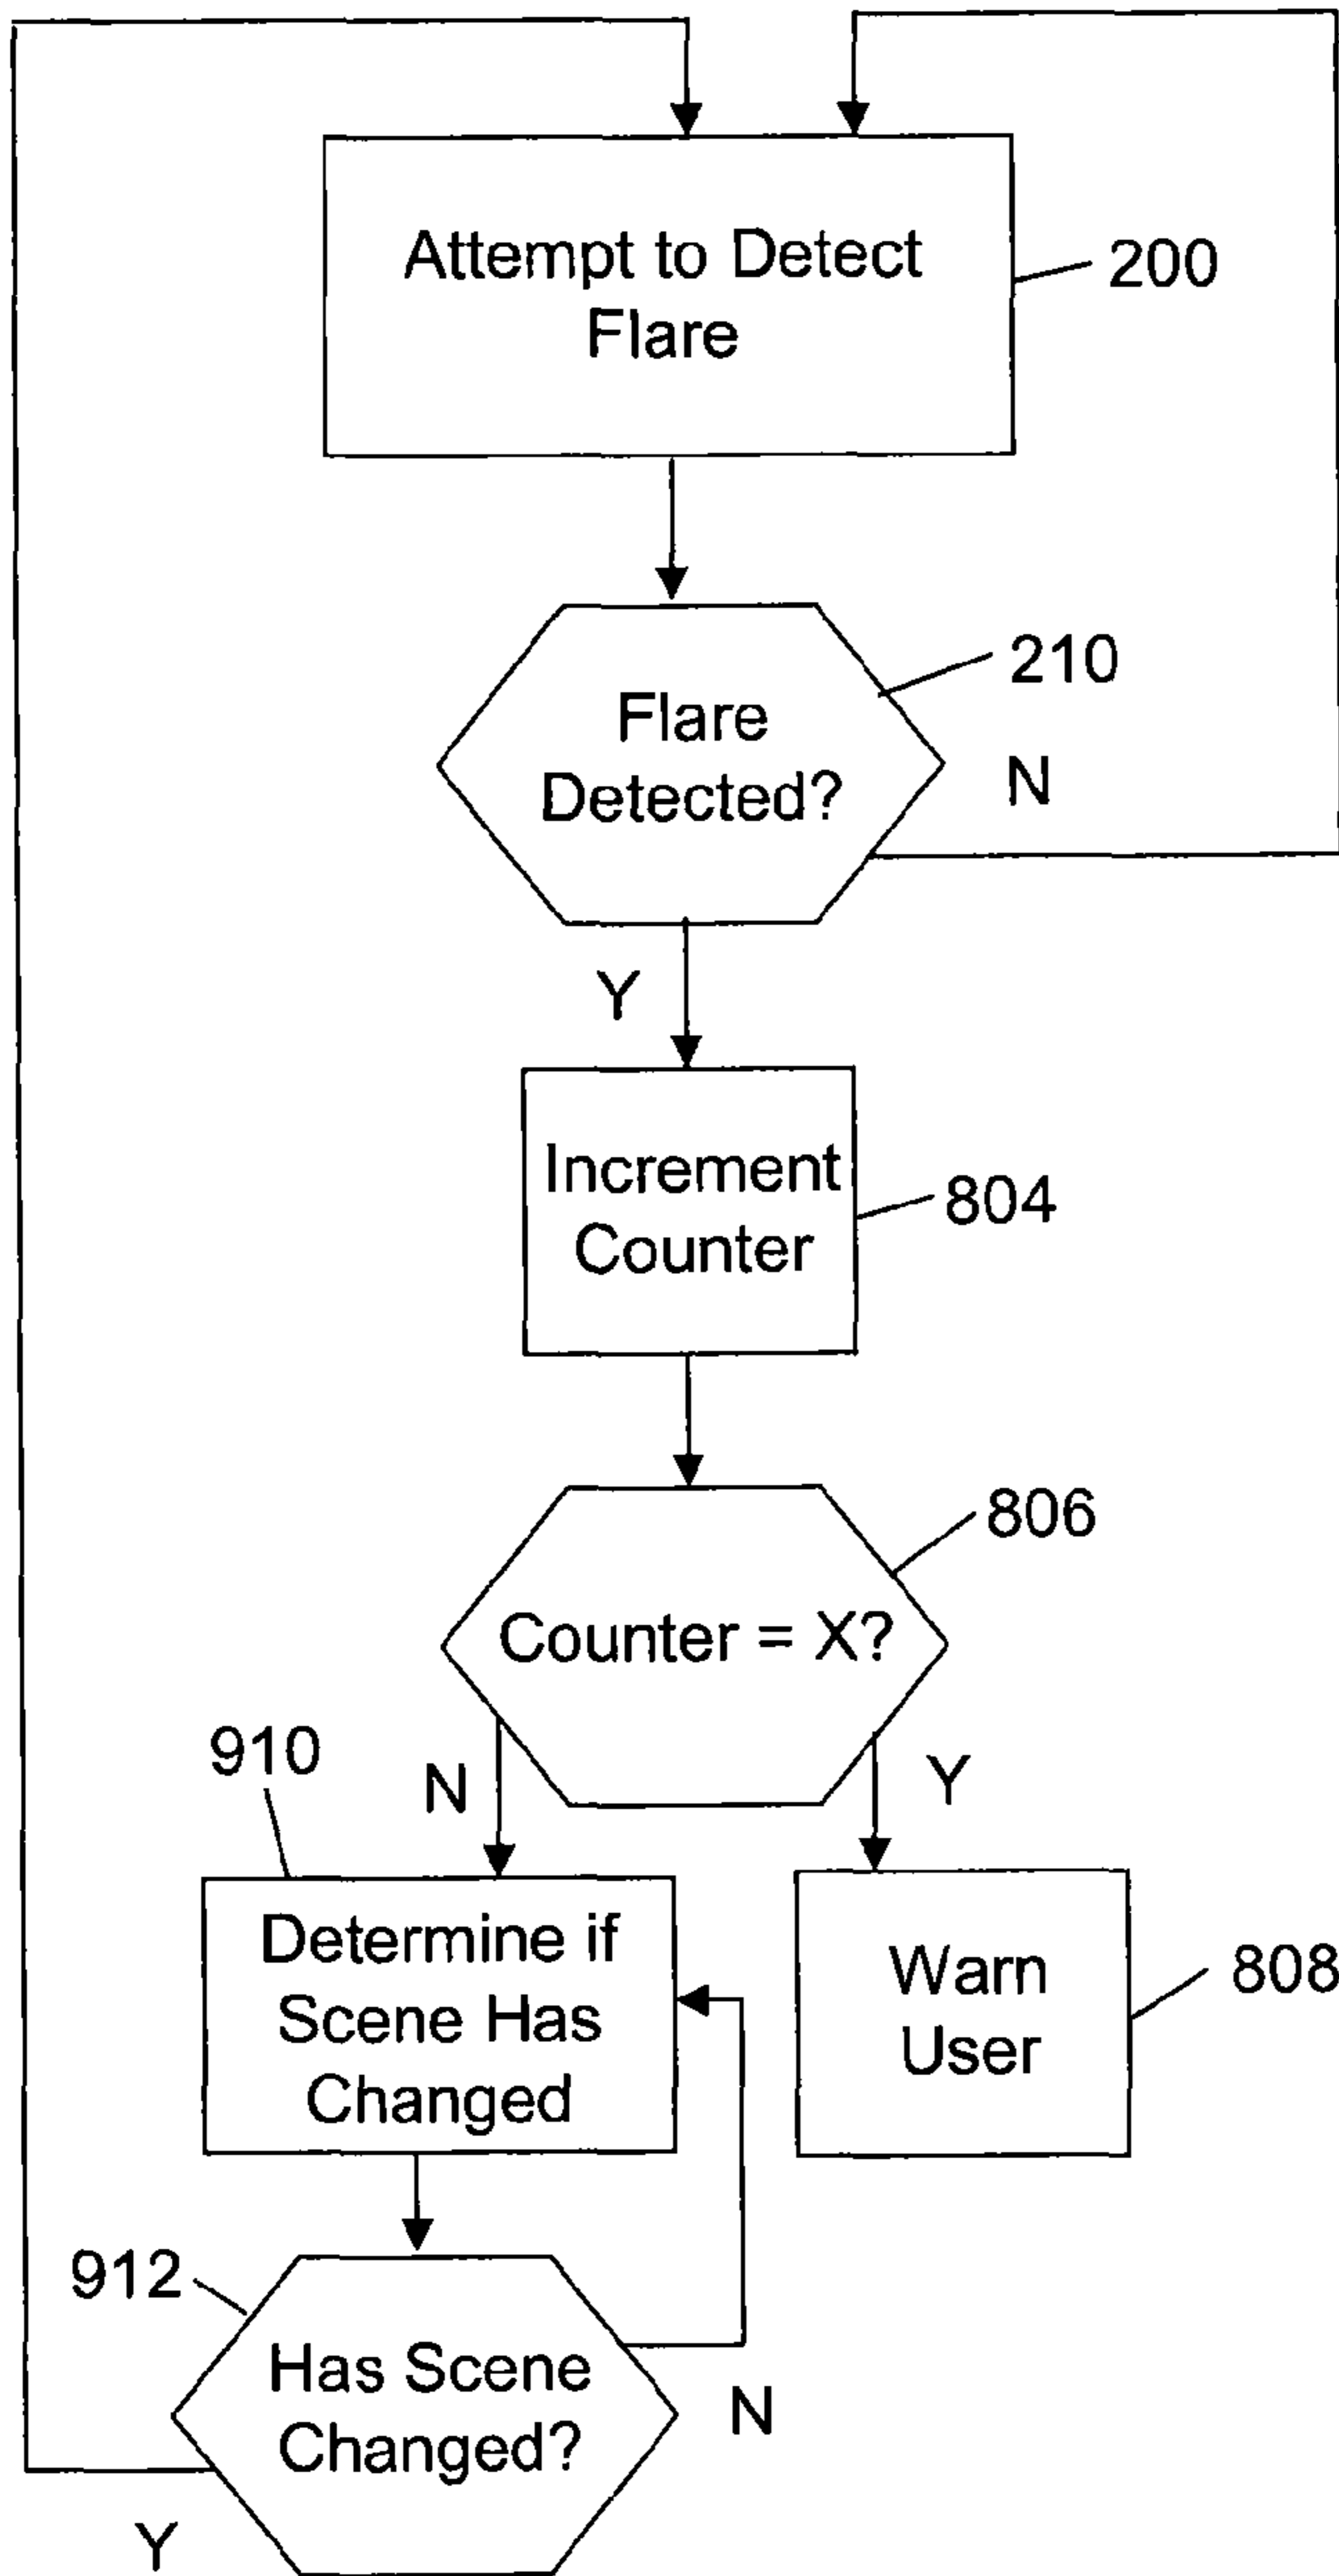 Attempt to Detect
Flare
200
Flare
Detected?
210
N
Y
Increment
Counter
804
Counter = X?
806
N
Y
910
Determine if
Scene Has
Changed
Warn
User
808
912
Has Scene
Changed?
N
Y